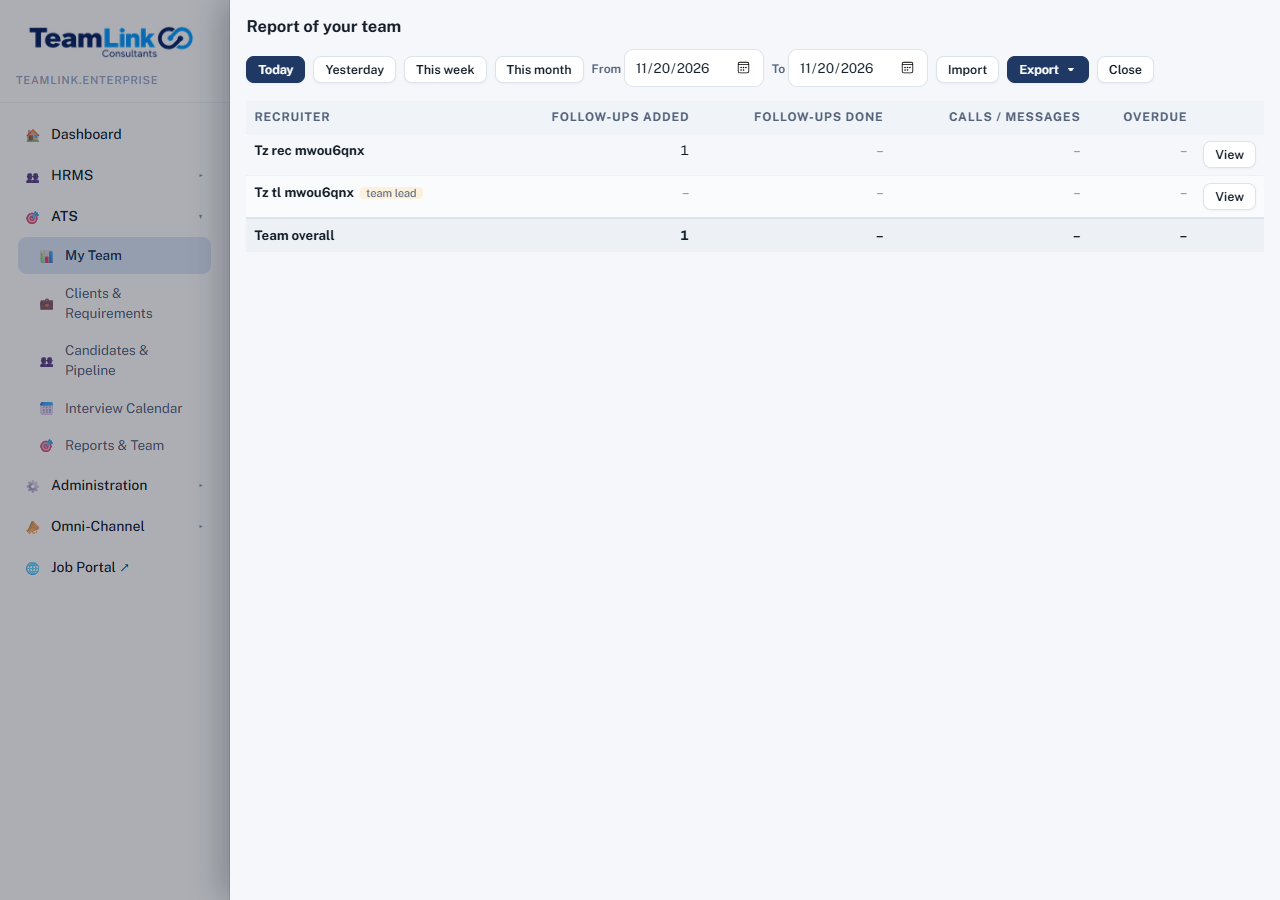 TeamLink
Consultants
TEAMLINK.ENTERPRISE
Dashboard
HRMS
ATS
My Team
Clients &
Requirements
Candidates &
Pipeline
Interview Calendar
Reports & Team
Administration
Omni-Channel
Job Portal ↗
Report of your team
Today Yesterday This week This month From 11/20/2026 To 11/20/2026 Import Export Close
RECRUITER FOLLOW-UPS ADDED FOLLOW-UPS DONE CALLS / MESSAGES OVERDUE
Tz rec mwou6qnx 1 – – – View
Tz tl mwou6qnx team lead – – – – View
Team overall 1 – – –